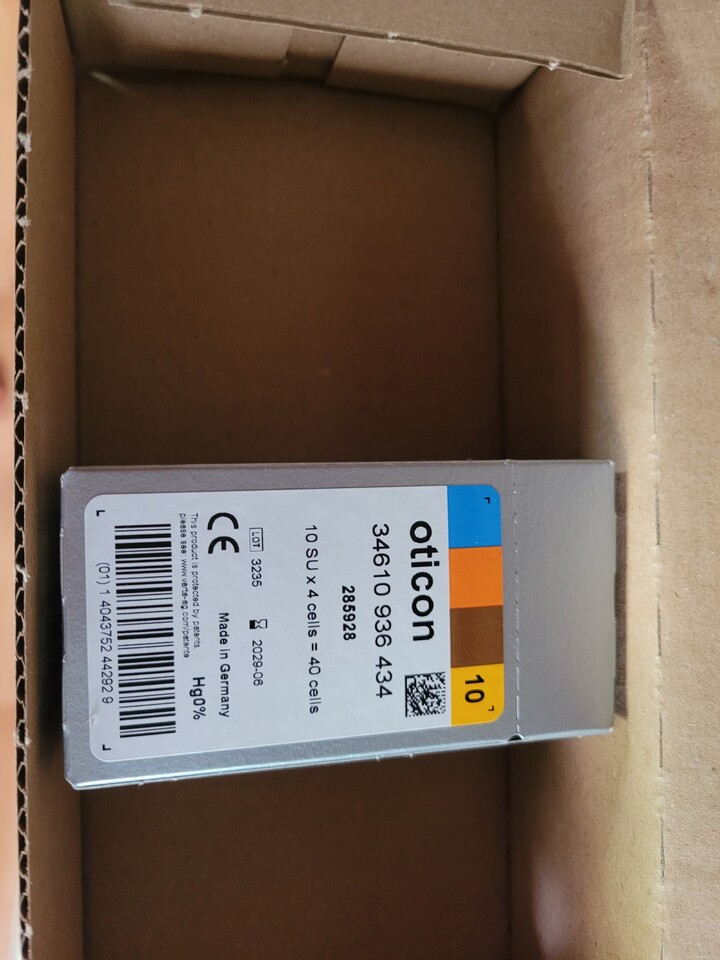 10
oticon
34610 936 434
285928
10 SU x 4 cells = 40 cells
LOT 3235 2029-06
CE Made in Germany
This product is protected by patents.
please see: www.varta-ag.com/patents
Hg0%
(01) 1 4043752 44292 9